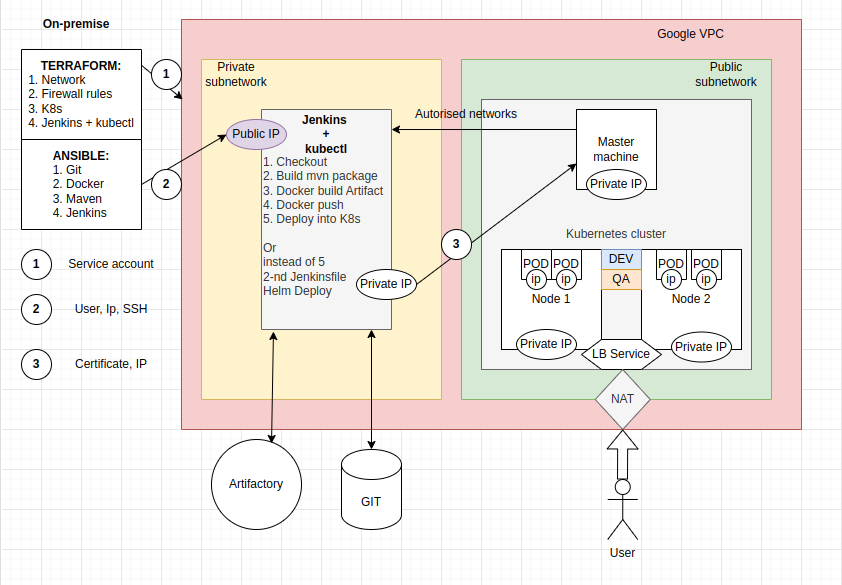 On-premise
TERRAFORM:
1. Network
2. Firewall rules
3. K8s
4. Jenkins + kubectl
ANSIBLE:
1. Git
2. Docker
3. Maven
4. Jenkins
1
2
1 Service account
2 User, Ip, SSH
3 Certificate, IP
Google VPC
Private
subnetwork
Public IP
Jenkins
+
kubectl
1. Checkout
2. Build mvn package
3. Docker build Artifact
4. Docker push
5. Deploy into K8s
Or
instead of 5
2-nd Jenkinsfile
Helm Deploy
Private IP
Autorised networks
3
Public
subnetwork
Master
machine
Private IP
Kubernetes cluster
POD
ip
POD
ip
Node 1
Private IP
DEV
QA
LB Service
POD
ip
POD
ip
Node 2
Private IP
NAT
Artifactory
GIT
User